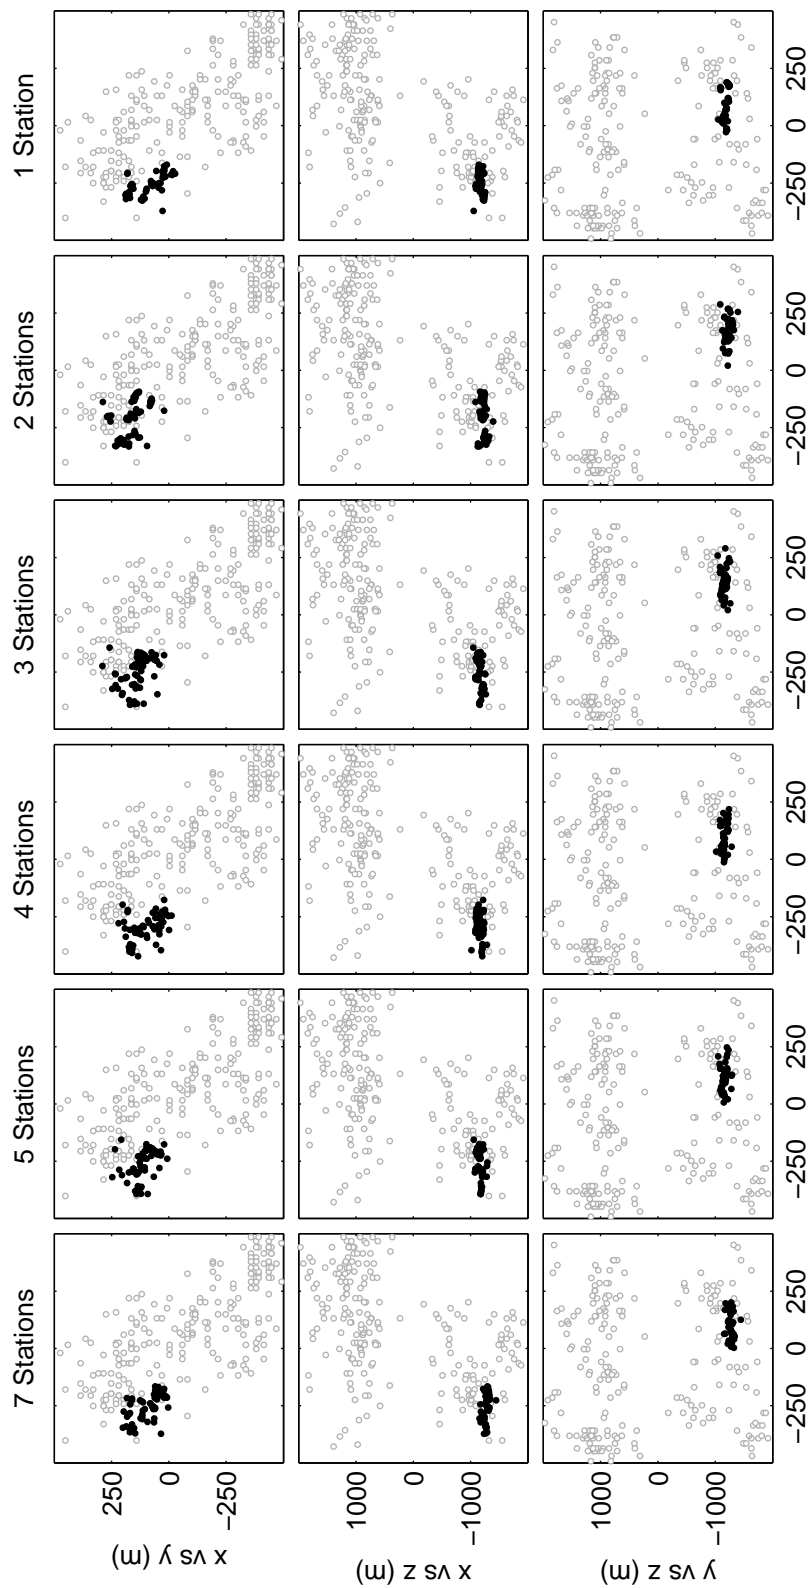 7 Stations
5 Stations
4 Stations
3 Stations
2 Stations
1 Station
x vs y (m)
250
0
−250
x vs z (m)
1000
0
−1000
y vs z (m)
1000
0
−1000
−250 0 250
−250 0 250
−250 0 250
−250 0 250
−250 0 250
−250 0 250